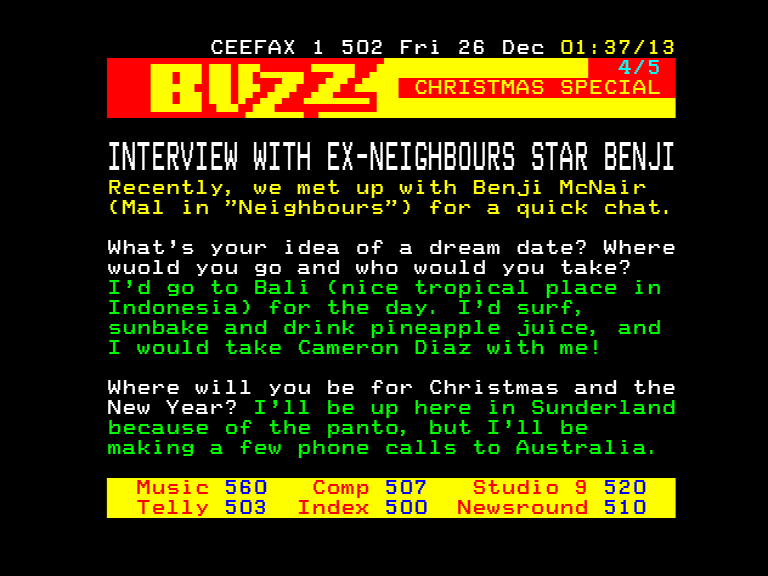 CEEFAX 1 502 Fri 26 Dec 01:37/13
BUZZ 4/5
CHRISTMAS SPECIAL
INTERVIEW WITH EX-NEIGHBOURS STAR BENJI
Recently, we met up with Benji McNair
(Mal in ”Neighbours”) for a quick chat.
What's your idea of a dream date? Where
wuold you go and who would you take?
I'd go to Bali (nice tropical place in
Indonesia) for the day. I'd surf,
sunbake and drink pineapple juice, and
I would take Cameron Diaz with me!
Where will you be for Christmas and the
New Year? I'll be up here in Sunderland
because of the panto, but I'll be
making a few phone calls to Australia.
Music 560 Comp 507 Studio 9 520
Telly 503 Index 500 Newsround 510